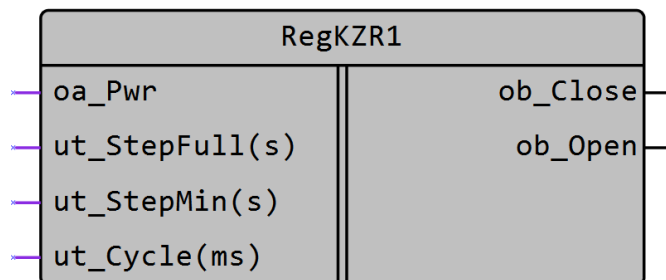 RegKZR1
oa_Pwr
ob_Close
ut_StepFull(s)
ob_Open
ut_StepMin(s)
ut_Cycle(ms)